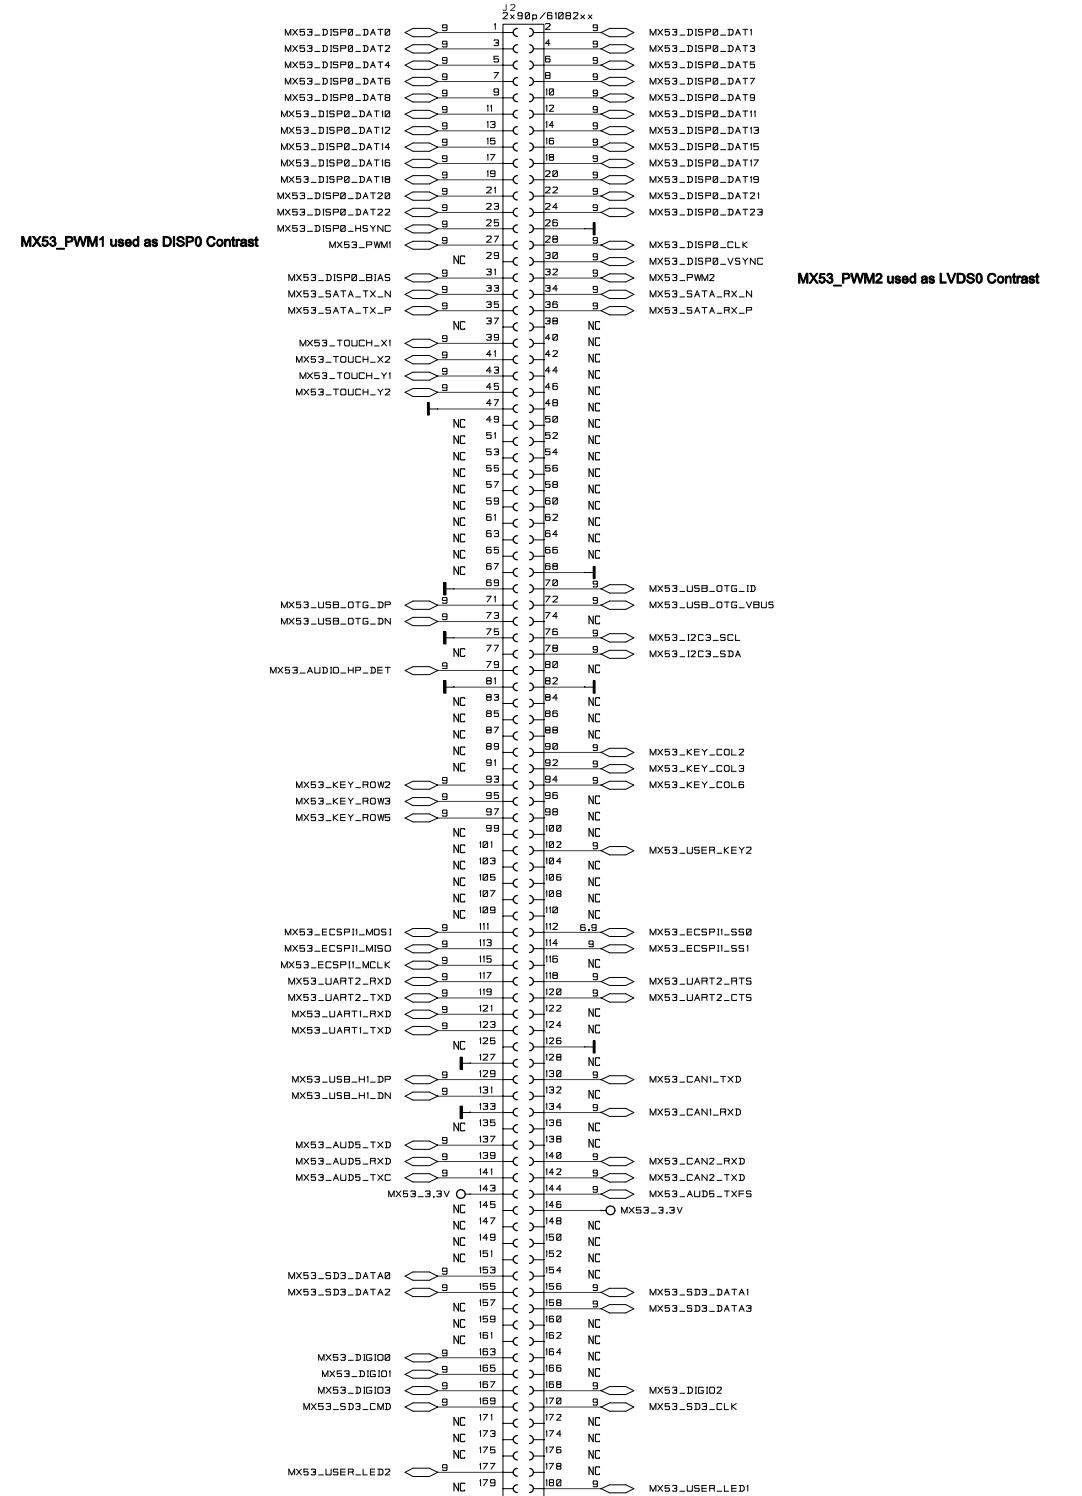 J2
2x90p/61082xx
MX53_DISP0_DAT0 9 1 2 9 MX53_DISP0_DAT1
MX53_DISP0_DAT2 9 3 4 9 MX53_DISP0_DAT3
MX53_DISP0_DAT4 9 5 6 9 MX53_DISP0_DAT5
MX53_DISP0_DAT6 9 7 8 9 MX53_DISP0_DAT7
MX53_DISP0_DAT8 9 9 10 9 MX53_DISP0_DAT9
MX53_DISP0_DAT10 9 11 12 9 MX53_DISP0_DAT11
MX53_DISP0_DAT12 9 13 14 9 MX53_DISP0_DAT13
MX53_DISP0_DAT14 9 15 16 9 MX53_DISP0_DAT15
MX53_DISP0_DAT16 9 17 18 9 MX53_DISP0_DAT17
MX53_DISP0_DAT18 9 19 20 9 MX53_DISP0_DAT19
MX53_DISP0_DAT20 9 21 22 9 MX53_DISP0_DAT21
MX53_DISP0_DAT22 9 23 24 9 MX53_DISP0_DAT23
MX53_DISP0_HSYNC 9 25 26
MX53_PWM1 used as DISP0 Contrast
MX53_PWM1 9 27 28 9 MX53_DISP0_CLK
NC 29 30 9 MX53_DISP0_VSYNC
MX53_DISP0_BIAS 9 31 32 9 MX53_PWM2
MX53_PWM2 used as LVDS0 Contrast
MX53_SATA_TX_N 9 33 34 9 MX53_SATA_RX_N
MX53_SATA_TX_P 9 35 36 9 MX53_SATA_RX_P
NC 37 38 NC
MX53_TOUCH_X1 9 39 40 NC
MX53_TOUCH_X2 9 41 42 NC
MX53_TOUCH_Y1 9 43 44 NC
MX53_TOUCH_Y2 9 45 46 NC
47 48 NC
NC 49 50 NC
NC 51 52 NC
NC 53 54 NC
NC 55 56 NC
NC 57 58 NC
NC 59 60 NC
NC 61 62 NC
NC 63 64 NC
NC 65 66 NC
NC 67 68
69 70 9 MX53_USB_OTG_ID
MX53_USB_OTG_DP 9 71 72 9 MX53_USB_OTG_VBUS
MX53_USB_OTG_DN 9 73 74 NC
75 76 9 MX53_I2C3_SCL
NC 77 78 9 MX53_I2C3_SDA
MX53_AUDIO_HP_DET 9 79 80 NC
81 82
NC 83 84 NC
NC 85 86 NC
NC 87 88 NC
NC 89 90 9 MX53_KEY_COL2
NC 91 92 9 MX53_KEY_COL3
MX53_KEY_ROW2 9 93 94 9 MX53_KEY_COL6
MX53_KEY_ROW3 9 95 96 NC
MX53_KEY_ROW5 9 97 98 NC
NC 99 100 NC
NC 101 102 9 MX53_USER_KEY2
NC 103 104 NC
NC 105 106 NC
NC 107 108 NC
NC 109 110 NC
MX53_ECSPI1_MOSI 9 111 112 6,9 MX53_ECSPI1_SS0
MX53_ECSPI1_MISO 9 113 114 9 MX53_ECSPI1_SS1
MX53_ECSPI1_MCLK 9 115 116 NC
MX53_UART2_RXD 9 117 118 9 MX53_UART2_RTS
MX53_UART2_TXD 9 119 120 9 MX53_UART2_CTS
MX53_UART1_RXD 9 121 122 NC
MX53_UART1_TXD 9 123 124 NC
NC 125 126
127 128 NC
MX53_USB_H1_DP 9 129 130 9 MX53_CAN1_TXD
MX53_USB_H1_DN 9 131 132 NC
133 134 9 MX53_CAN1_RXD
NC 135 136 NC
MX53_AUD5_TXD 9 137 138 NC
MX53_AUD5_RXD 9 139 140 9 MX53_CAN2_RXD
MX53_AUD5_TXC 9 141 142 9 MX53_CAN2_TXD
MX53_3.3V 143 144 9 MX53_AUD5_TXFS
NC 145 146 MX53_3.3V
NC 147 148 NC
NC 149 150 NC
NC 151 152 NC
MX53_SD3_DATA0 9 153 154 NC
MX53_SD3_DATA2 9 155 156 9 MX53_SD3_DATA1
NC 157 158 9 MX53_SD3_DATA3
NC 159 160 NC
NC 161 162 NC
MX53_DIGIO0 9 163 164 NC
MX53_DIGIO1 9 165 166 NC
MX53_DIGIO3 9 167 168 9 MX53_DIGIO2
MX53_SD3_CMD 9 169 170 9 MX53_SD3_CLK
NC 171 172 NC
NC 173 174 NC
NC 175 176 NC
MX53_USER_LED2 9 177 178 NC
NC 179 180 9 MX53_USER_LED1